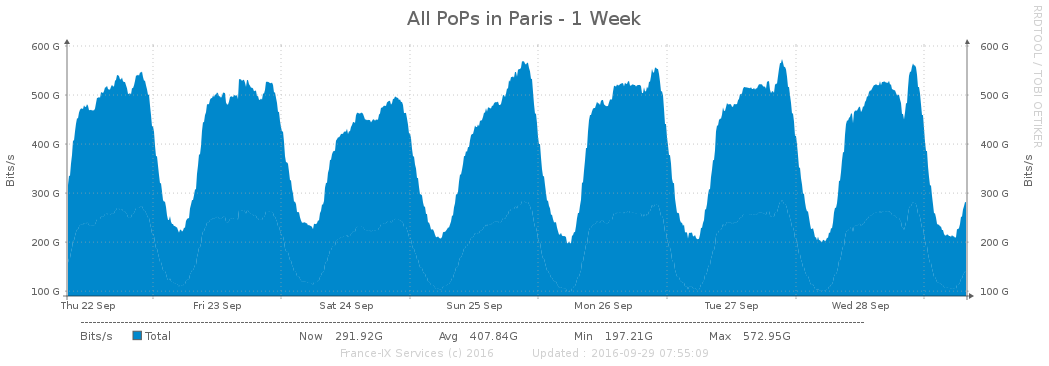 All PoPs in Paris - 1 Week
RRDTOOL / TOBI OETIKER
Bits/s
600 G
500 G
400 G
300 G
200 G
100 G
600 G
500 G
400 G
300 G
200 G
100 G
Bits/s
Thu 22 Sep Fri 23 Sep Sat 24 Sep Sun 25 Sep Mon 26 Sep Tue 27 Sep Wed 28 Sep
Bits/s Total Now 291.92G Avg 407.84G Min 197.21G Max 572.95G
France-IX Services (c) 2016 Updated : 2016-09-29 07:55:09